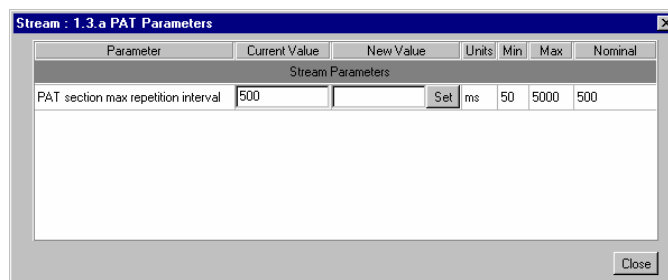 Stream : 1.3.a PAT Parameters
Parameter Current Value New Value Units Min Max Nominal
Stream Parameters
PAT section max repetition interval 500 Set ms 50 5000 500
Close